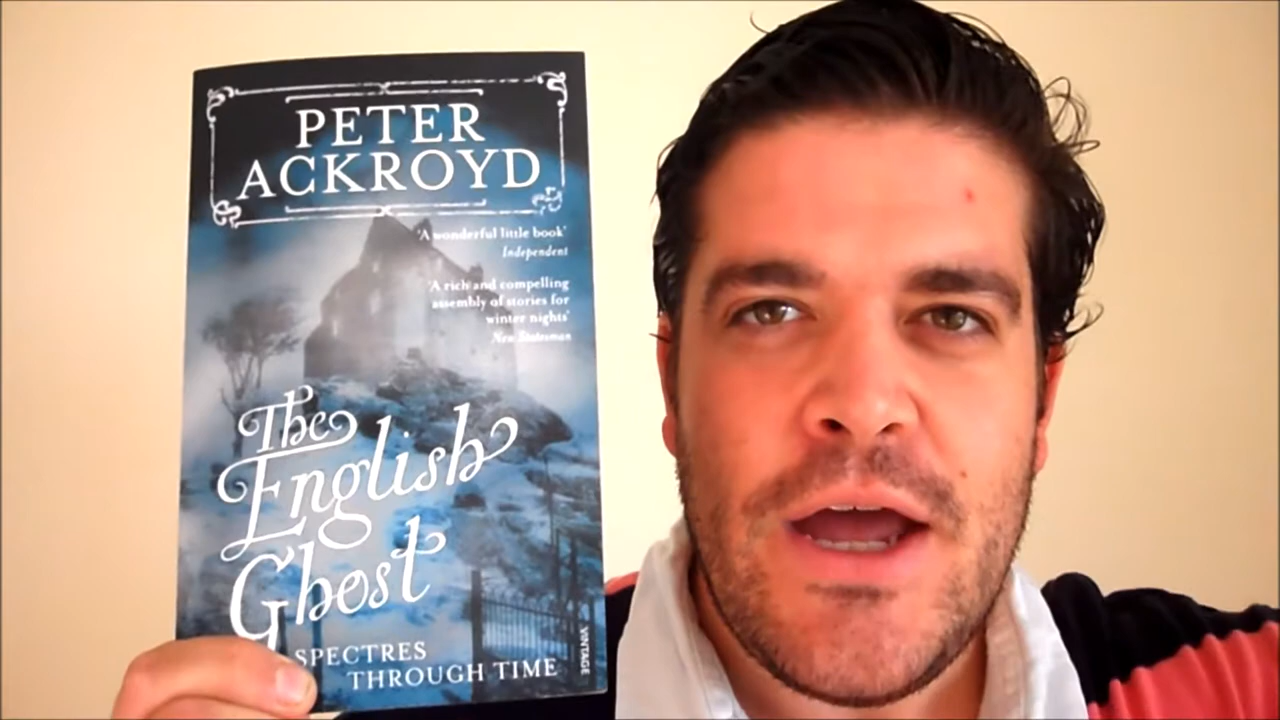 PETER
ACKROYD
'A wonderful little book'
Independent
'A rich and compelling
assembly of stories for
winter nights'
New Statesman
The
English
Ghost
SPECTRES
THROUGH TIME
VINTAGE